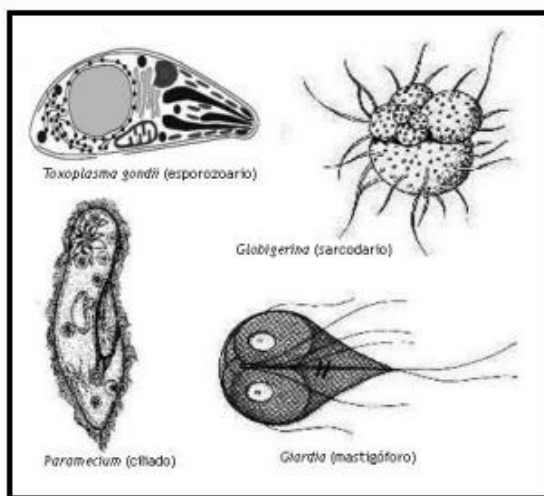 Toxoplasma gondii (esporozoario)
Globigerina (sarcodario)
Paramecium (ciliado)
Giardia (mastigóforo)